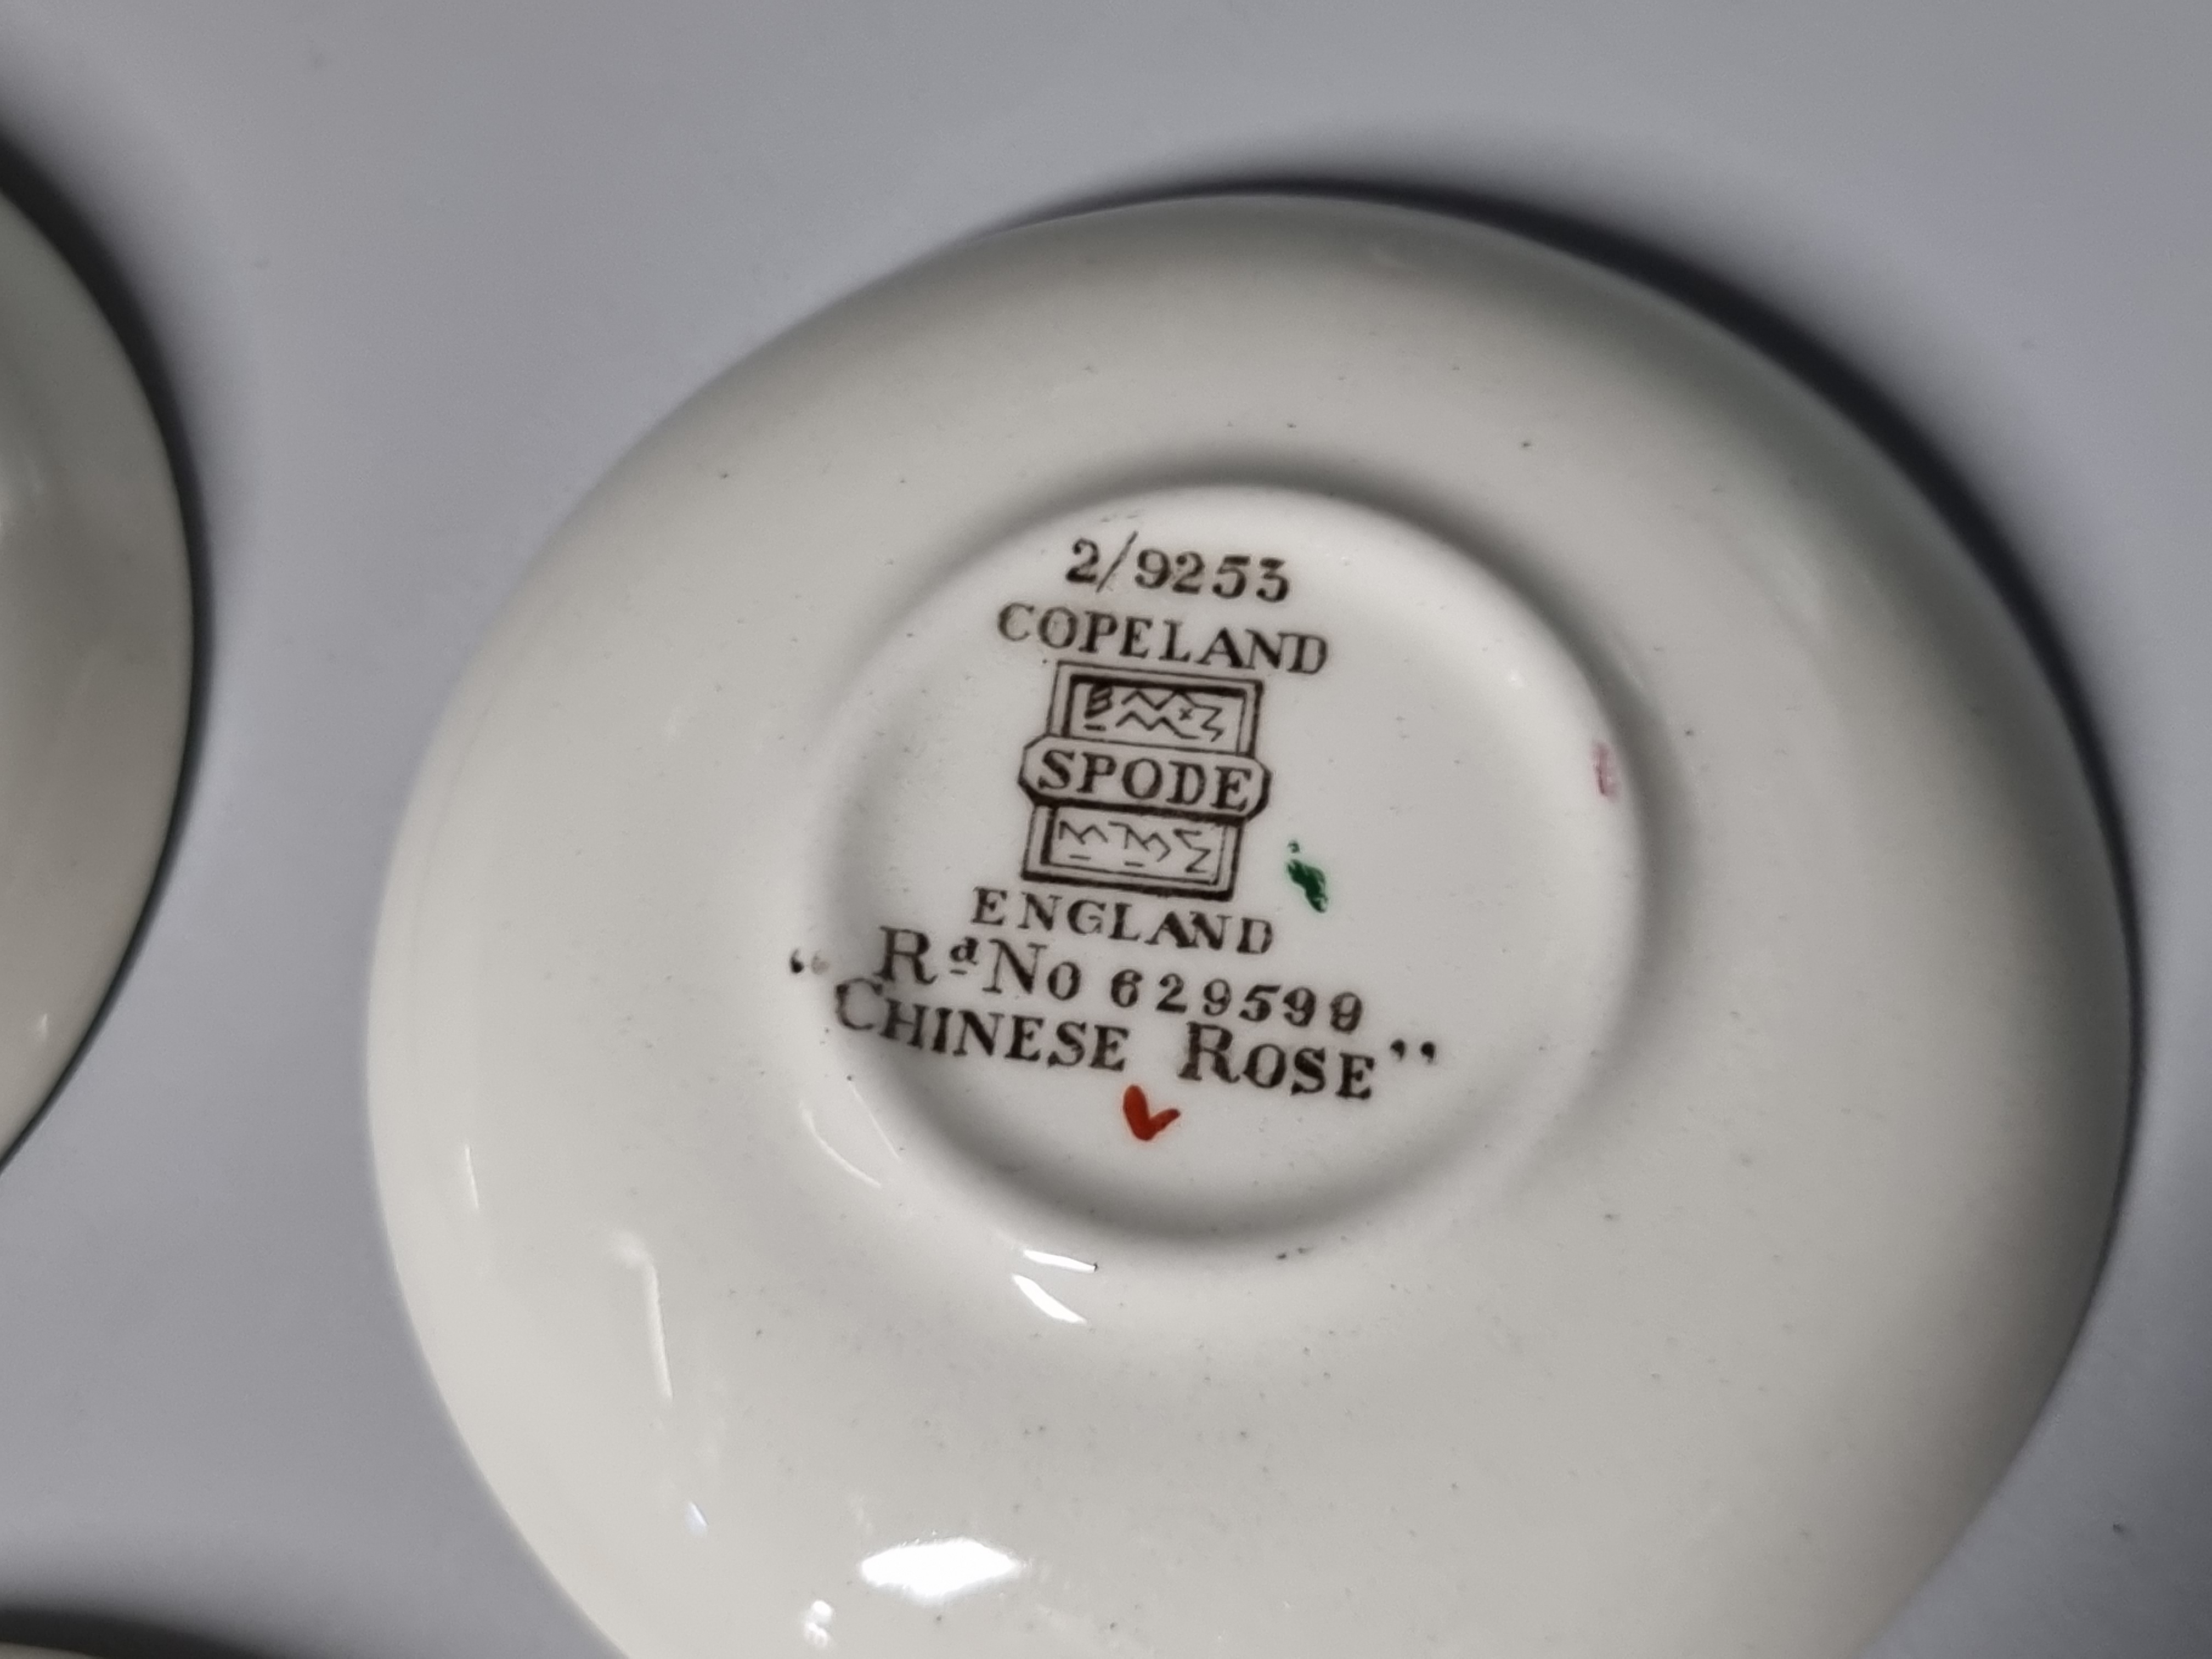 2/9253
COPELAND
SPODE
ENGLAND
Rd No 629599
“CHINESE ROSE”